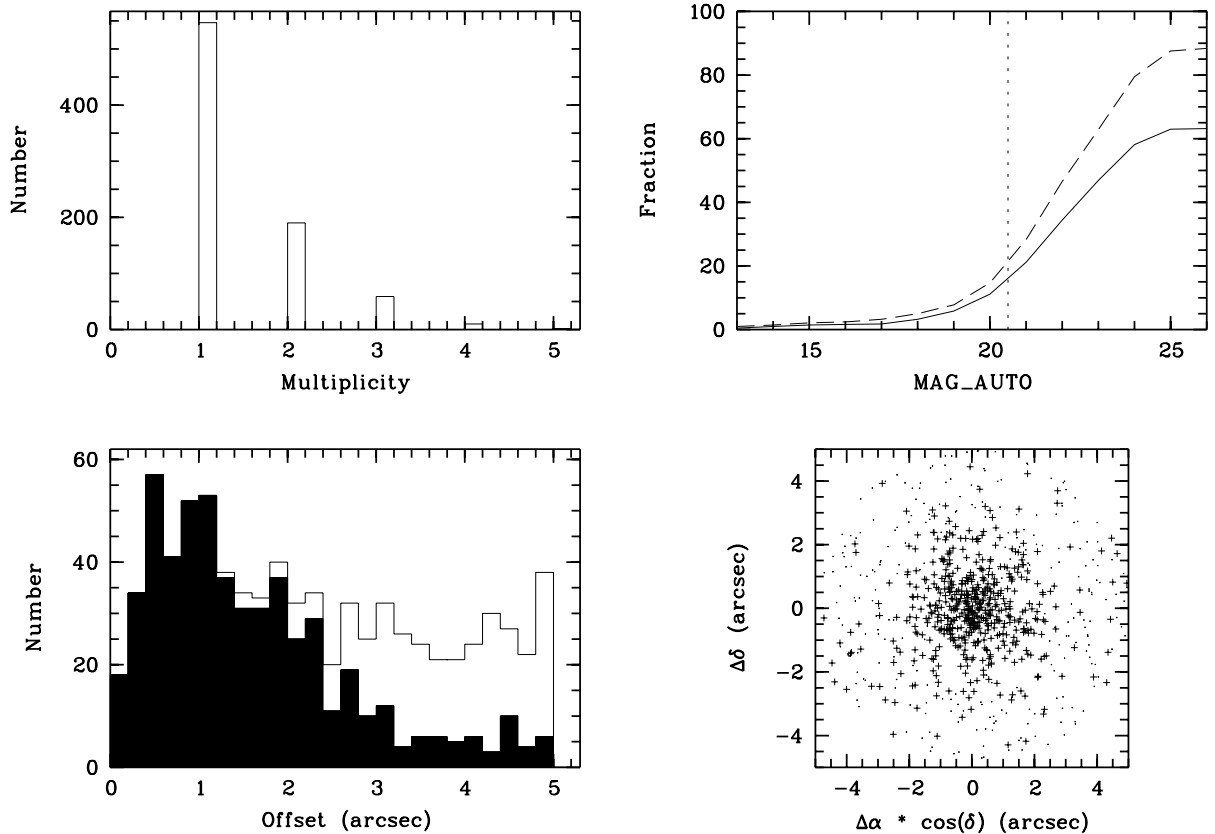 Number
400
200
0
0 1 2 3 4 5
Multiplicity
Fraction
100
80
60
40
20
0
15 20 25
MAG_AUTO
Number
60
40
20
0
0 1 2 3 4 5
Offset (arcsec)
Δδ (arcsec)
4
2
0
−2
−4
−4 −2 0 2 4
Δα * cos(δ) (arcsec)